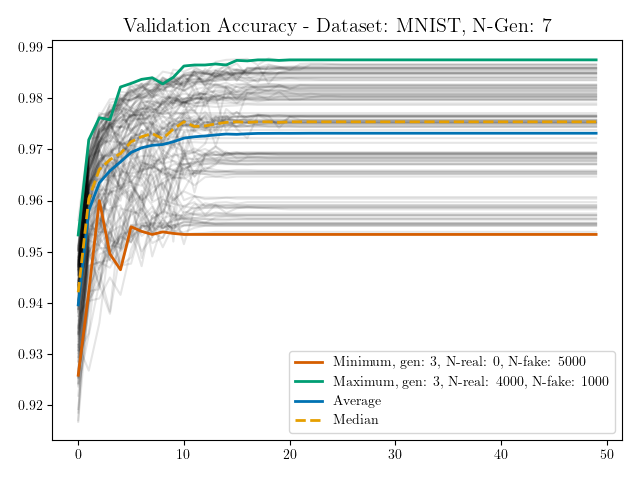 Validation Accuracy - Dataset: MNIST, N-Gen: 7
0.99
0.98
0.97
0.96
0.95
0.94
0.93
0.92
Minimum, gen: 3, N-real: 0, N-fake: 5000
Maximum, gen: 3, N-real: 4000, N-fake: 1000
Average
Median
0 10 20 30 40 50